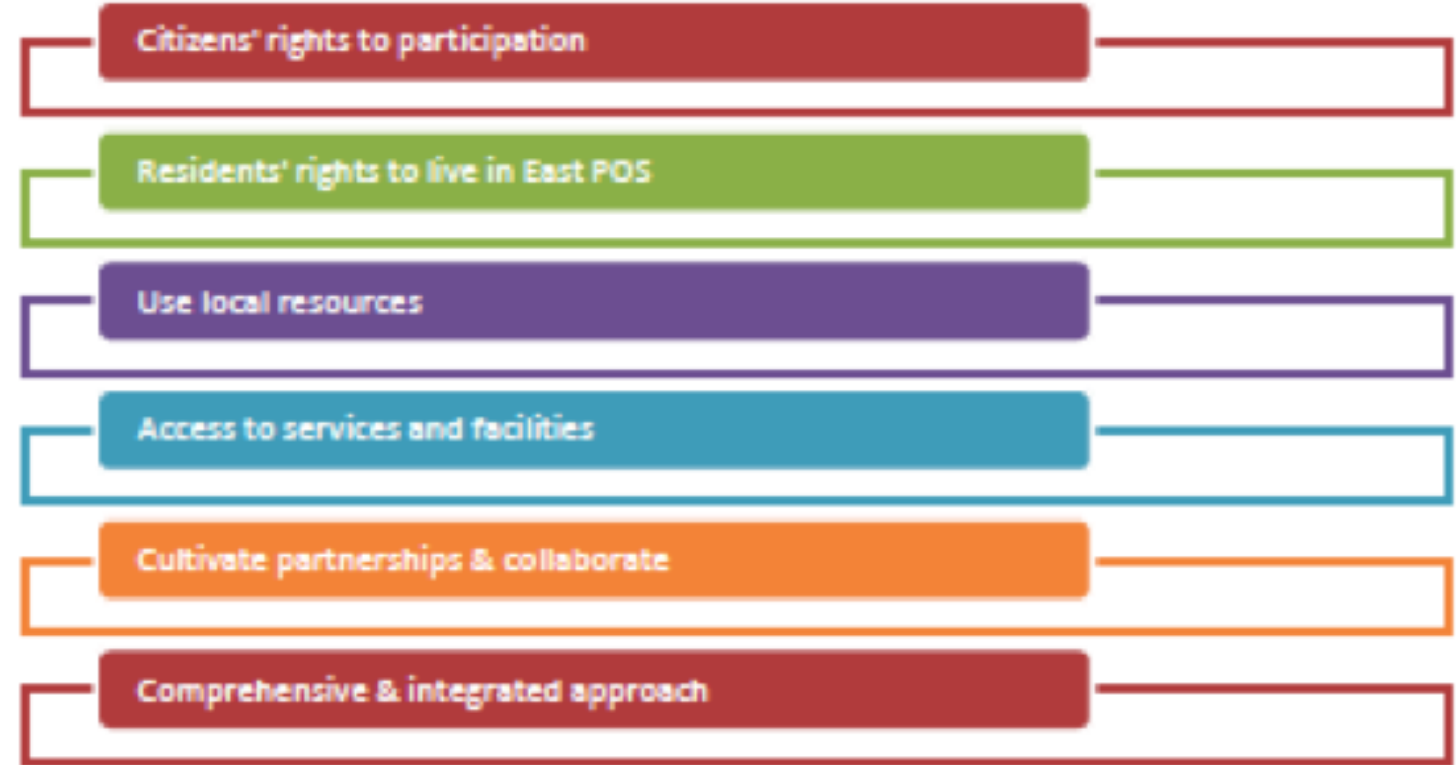 Citizens' rights to participation
Residents' rights to live in East POS
Use local resources
Access to services and facilities
Cultivate partnerships & collaborate
Comprehensive & integrated approach